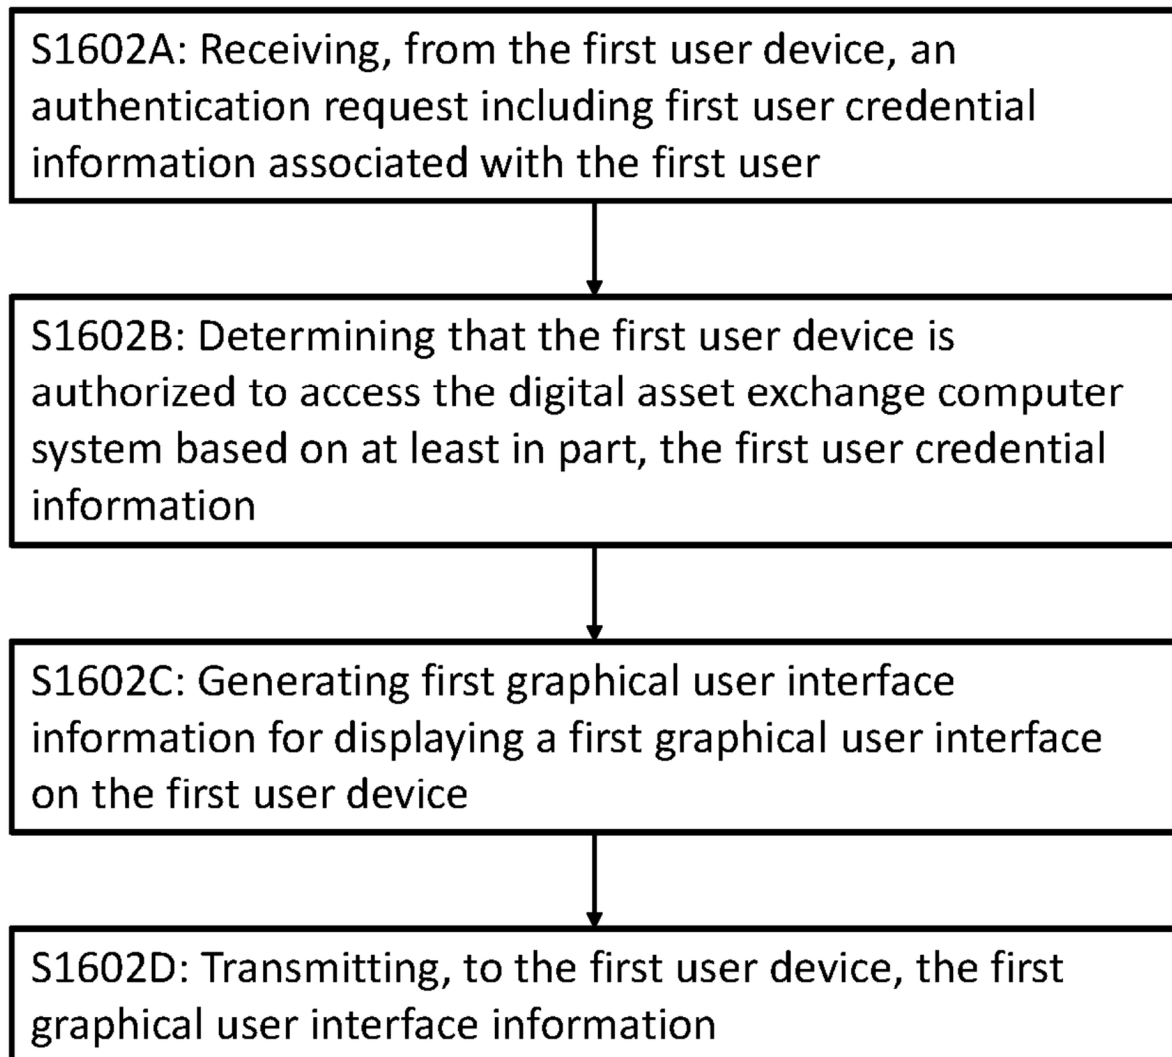 S1602A: Receiving, from the first user device, an
authentication request including first user credential
information associated with the first user
S1602B: Determining that the first user device is
authorized to access the digital asset exchange computer
system based on at least in part, the first user credential
information
S1602C: Generating first graphical user interface
information for displaying a first graphical user interface
on the first user device
S1602D: Transmitting, to the first user device, the first
graphical user interface information